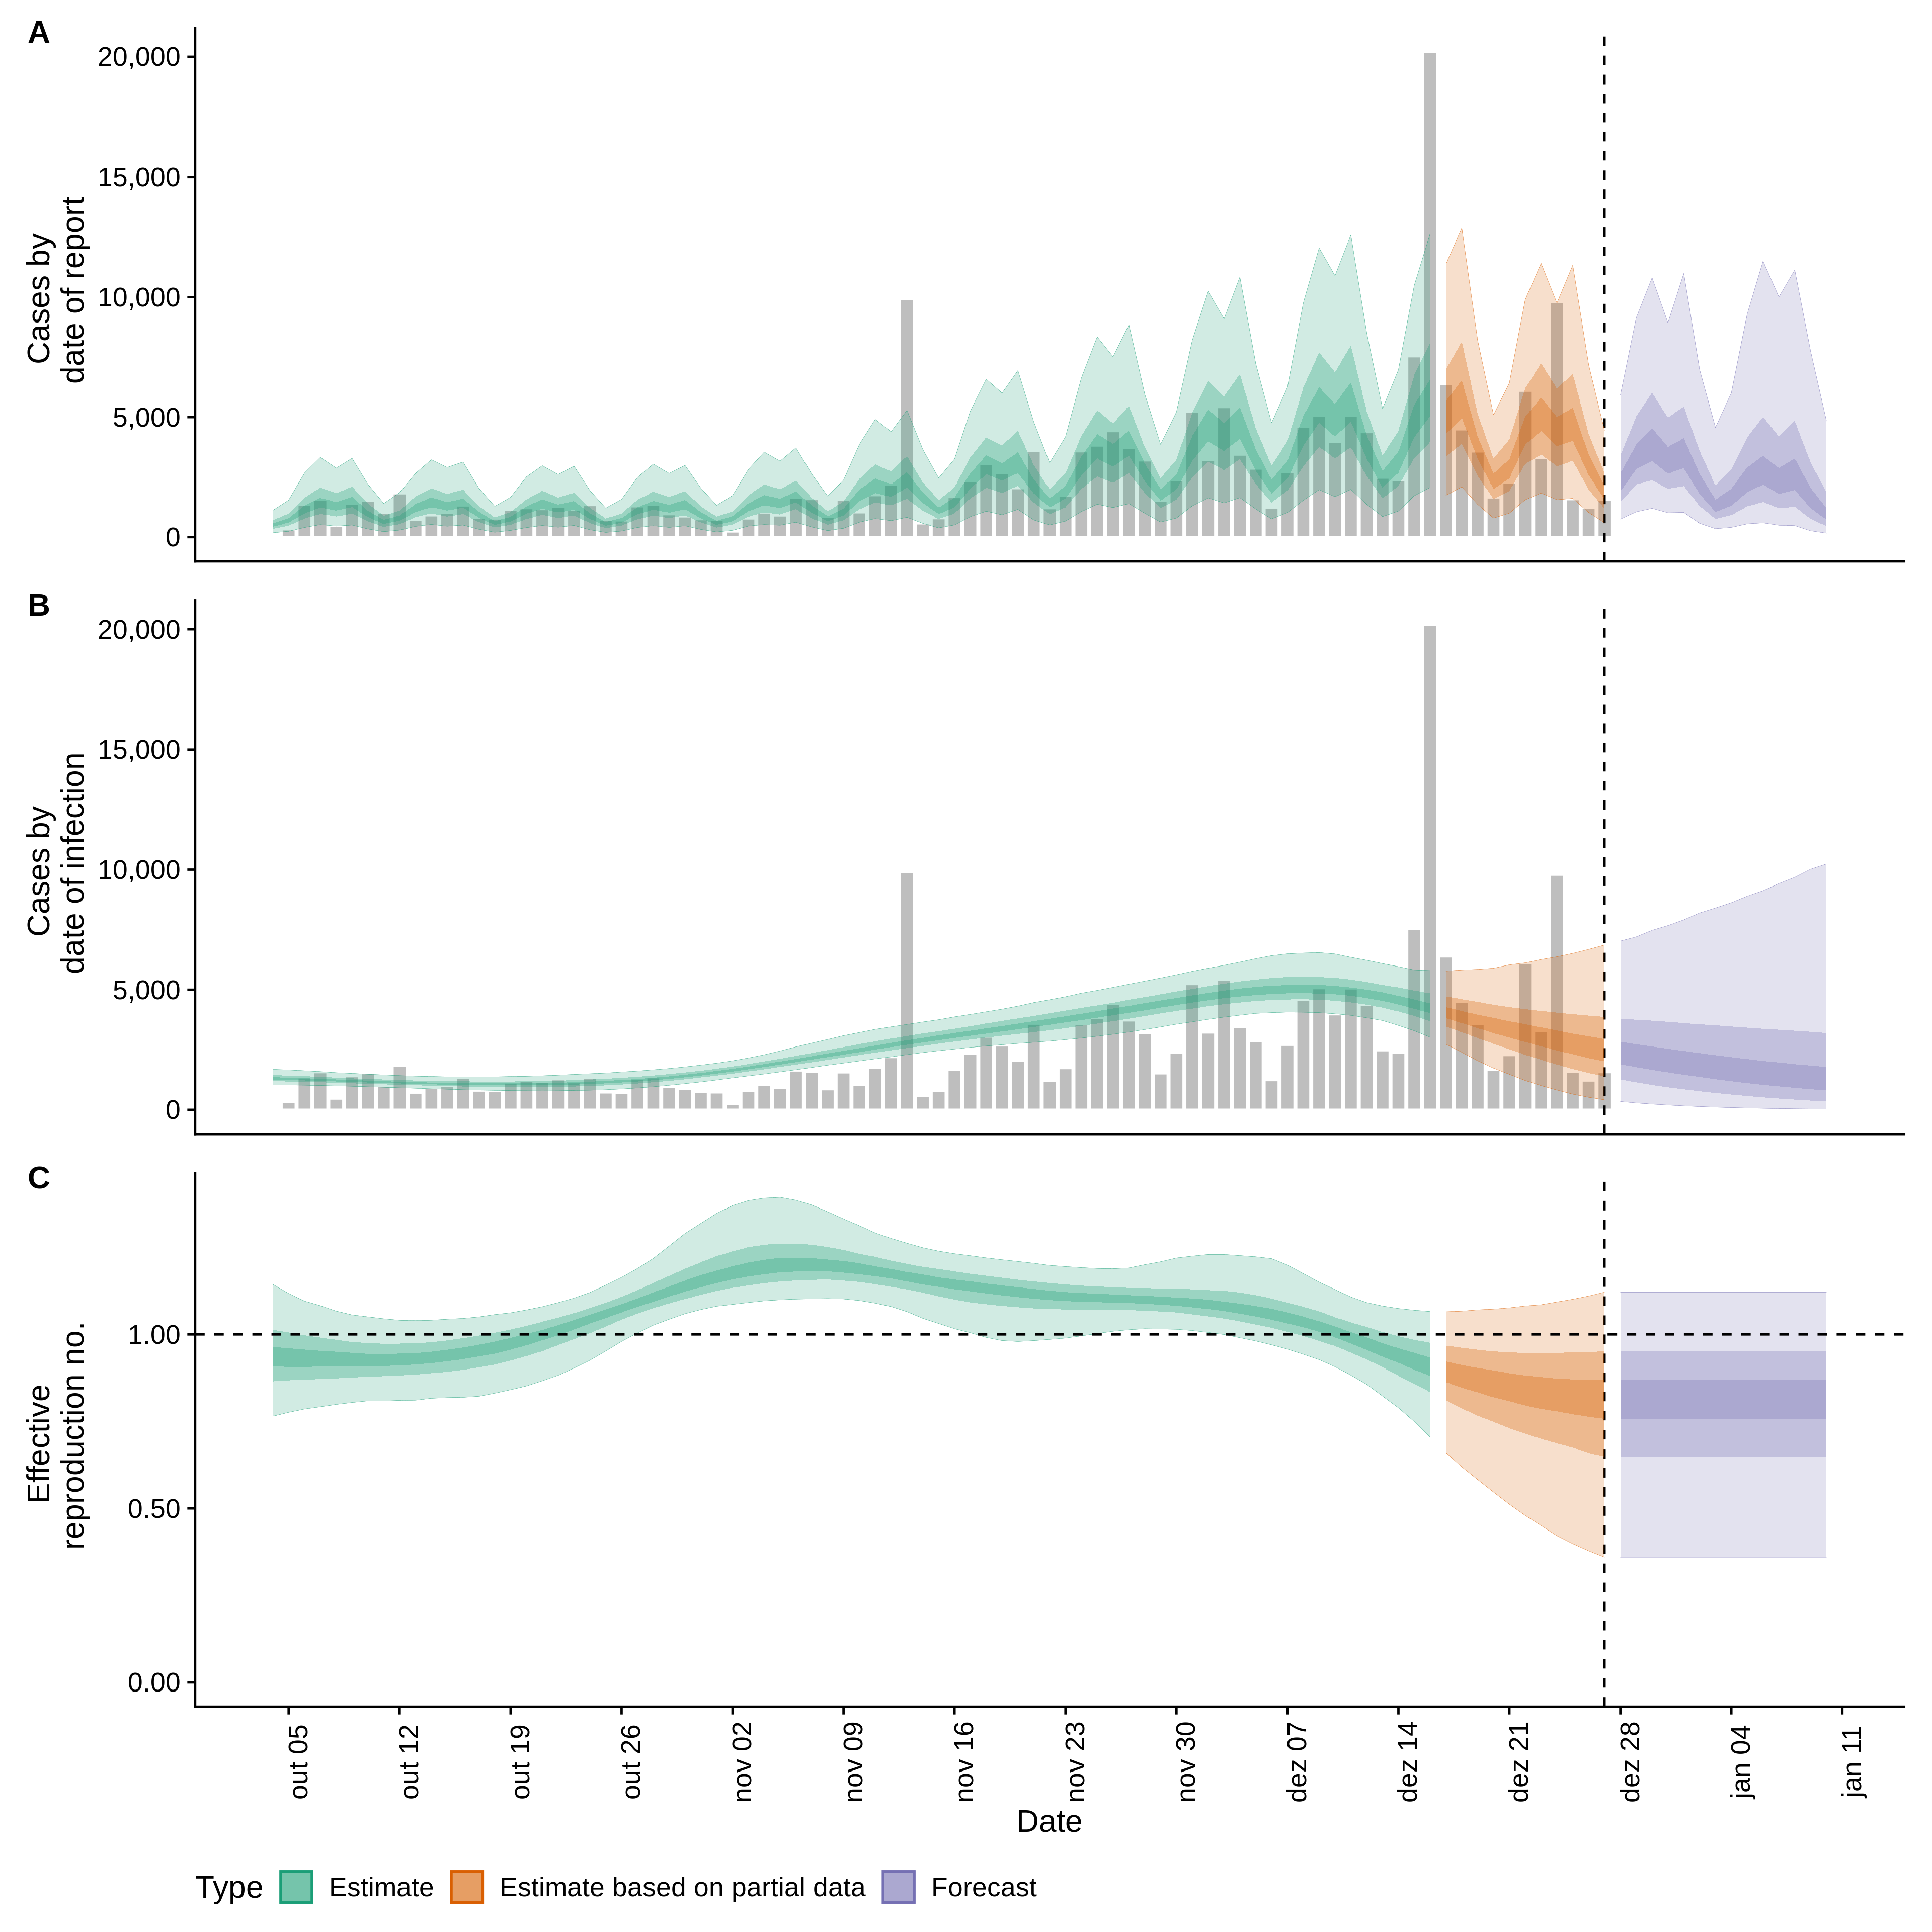 A
20,000
15,000
10,000
5,000
0
Cases by
date of report
B
20,000
15,000
10,000
5,000
0
Cases by
date of infection
C
1.00
0.50
0.00
Effective
reproduction no.
out 05
out 12
out 19
out 26
nov 02
nov 09
nov 16
nov 23
nov 30
dez 07
dez 14
dez 21
dez 28
jan 04
jan 11
Date
Type
Estimate
Estimate based on partial data
Forecast